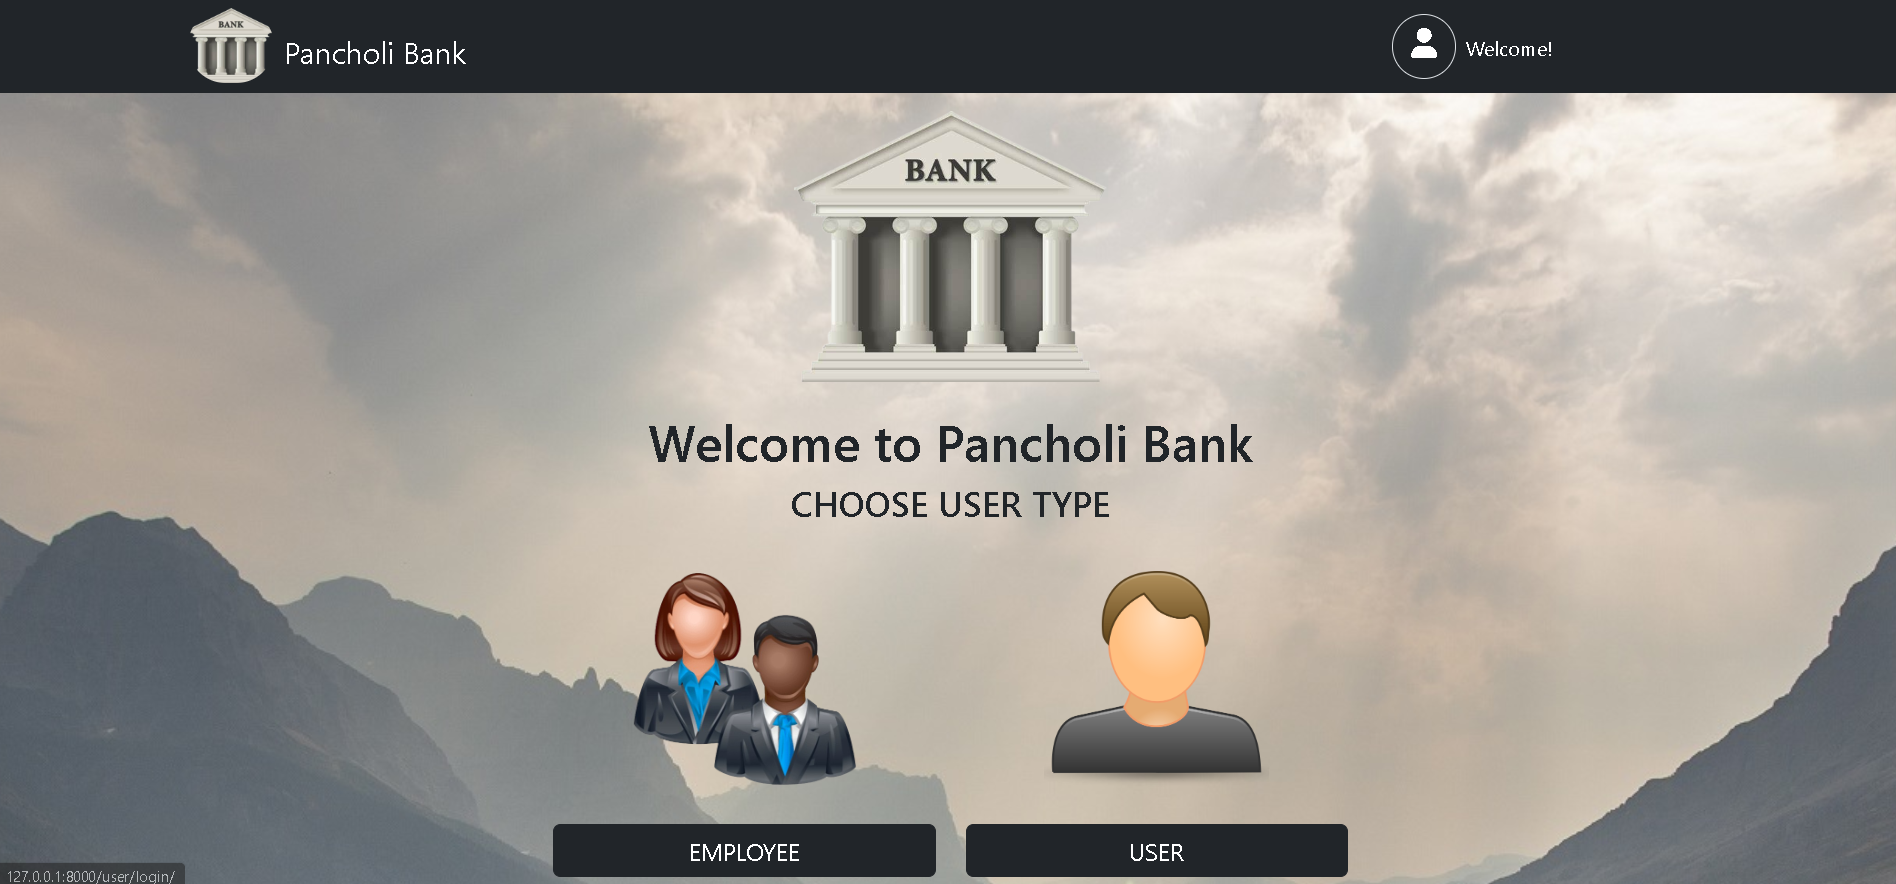 BANK
Pancholi Bank
Welcome!
BANK
Welcome to Pancholi Bank
CHOOSE USER TYPE
EMPLOYEE
USER
127.0.0.1:8000/user/login/